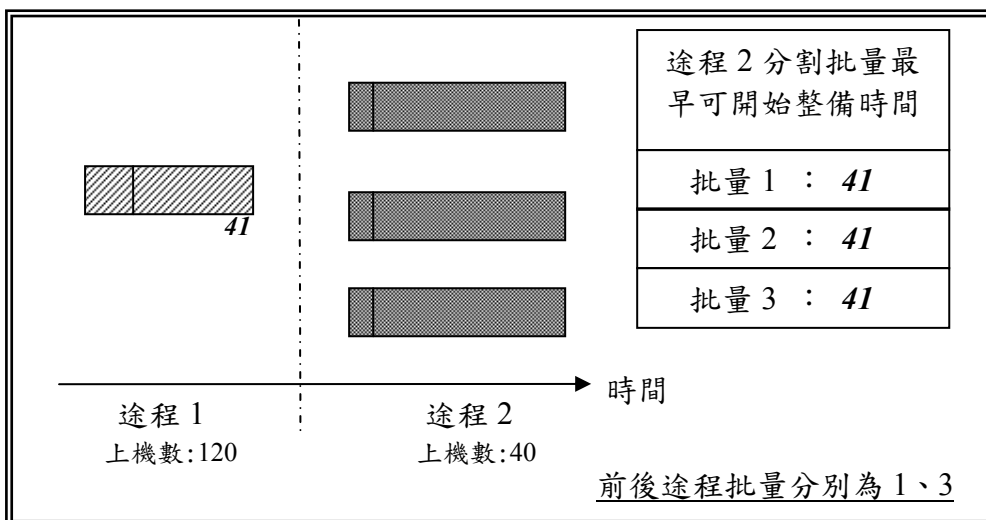 途程 2 分割批量最
早可開始整備時間
批量 1 : 41
批量 2 : 41
批量 3 : 41
41
時間
途程 1
上機數:120
途程 2
上機數:40
前後途程批量分別為 1、3